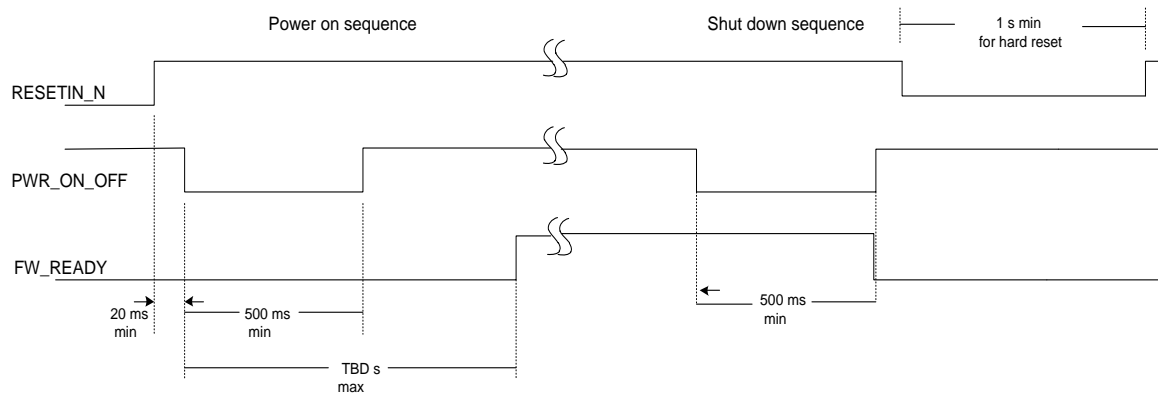 Power on sequence
Shut down sequence
1 s min
for hard reset
RESETIN_N
PWR_ON_OFF
FW_READY
20 ms
min
500 ms
min
500 ms
min
TBD s
max